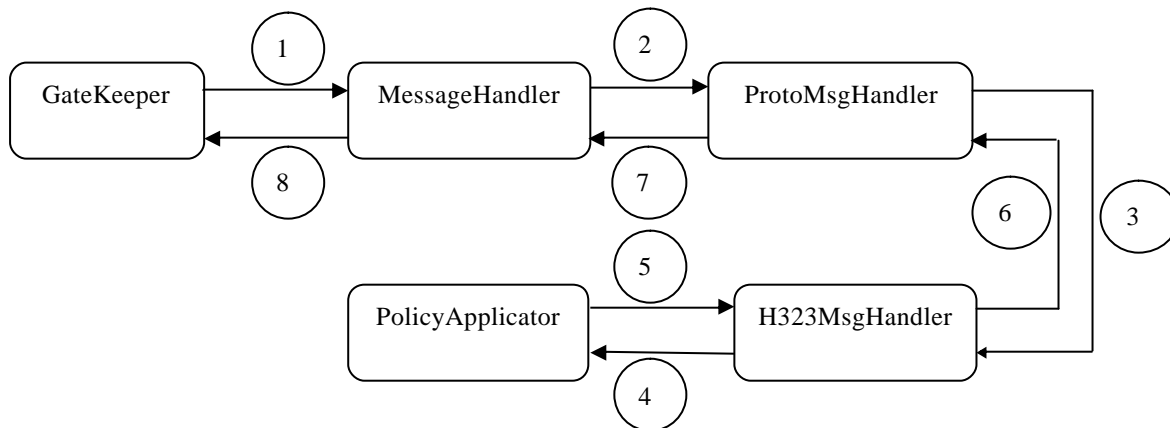 1
2
GateKeeper
MessageHandler
ProtoMsgHandler
8
7
6
3
5
PolicyApplicator
H323MsgHandler
4